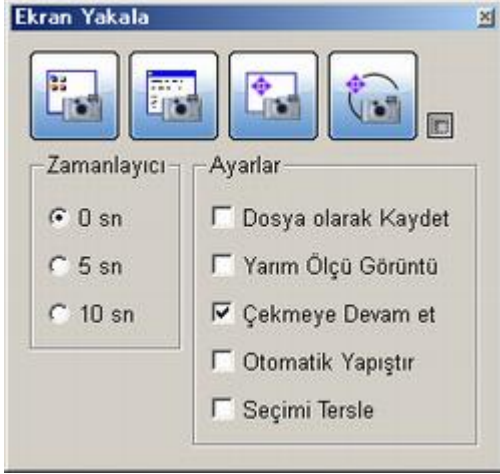 Ekran Yakala
Zamanlayıcı
0 sn
5 sn
10 sn
Ayarlar
Dosya olarak Kaydet
Yarım Ölçü Görüntü
Çekmeye Devam et
Otomatik Yapıştır
Seçimi Tersle